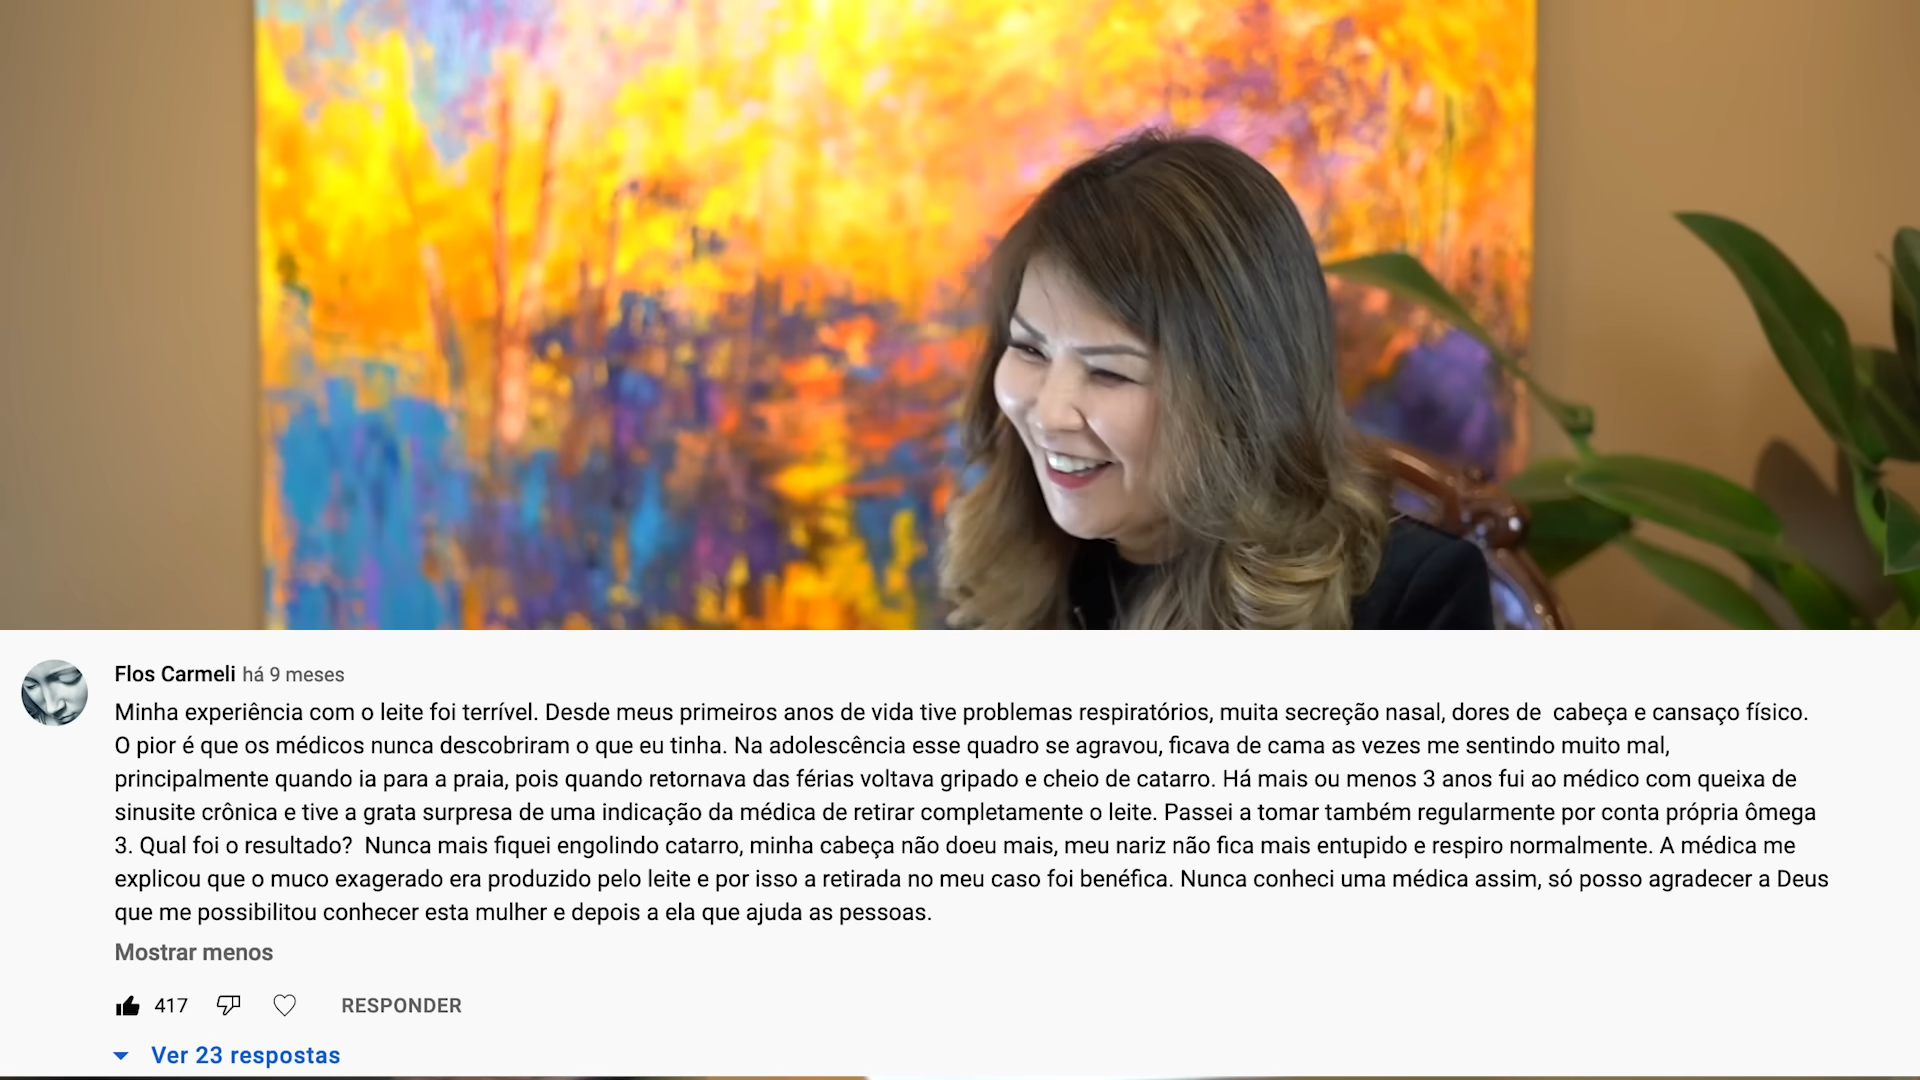 Flos Carmeli há 9 meses
Minha experiência com o leite foi terrível. Desde meus primeiros anos de vida tive problemas respiratórios, muita secreção nasal, dores de  cabeça e cansaço físico.
O pior é que os médicos nunca descobriram o que eu tinha. Na adolescência esse quadro se agravou, ficava de cama as vezes me sentindo muito mal,
principalmente quando ia para a praia, pois quando retornava das férias voltava gripado e cheio de catarro. Há mais ou menos 3 anos fui ao médico com queixa de
sinusite crônica e tive a grata surpresa de uma indicação da médica de retirar completamente o leite. Passei a tomar também regularmente por conta própria ômega
3. Qual foi o resultado?  Nunca mais fiquei engolindo catarro, minha cabeça não doeu mais, meu nariz não fica mais entupido e respiro normalmente. A médica me
explicou que o muco exagerado era produzido pelo leite e por isso a retirada no meu caso foi benéfica. Nunca conheci uma médica assim, só posso agradecer a Deus
que me possibilitou conhecer esta mulher e depois a ela que ajuda as pessoas.
Mostrar menos
417 RESPONDER
Ver 23 respostas